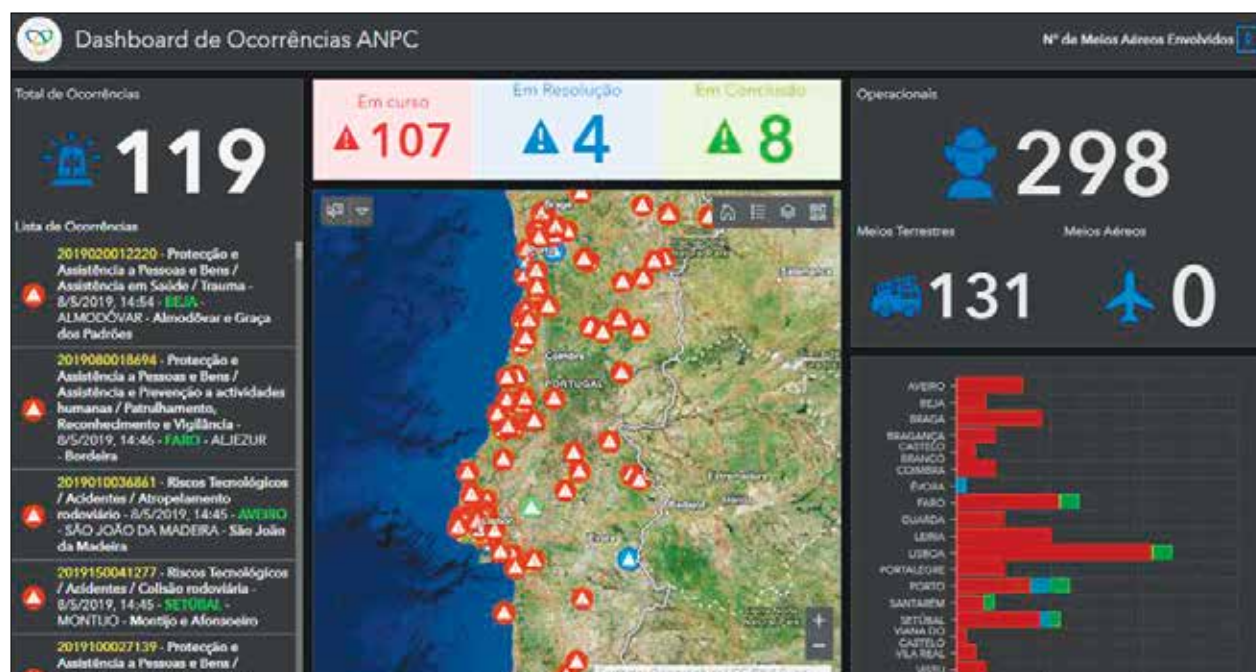 Dashboard de Ocorrências ANPC
Nº de Meios Aéreos Envolvidos
Total de Ocorrências
119
Lista de Ocorrências
2019020012220 - Protecção e
Assistência a Pessoas e Bens /
Assistência em Saúde / Trauma -
8/5/2019, 14:54 - BEJA -
ALMODÔVAR - Almodôvar e Graça
dos Padrões
2019080018694 - Protecção e
Assistência a Pessoas e Bens /
Assistência e Prevenção a actividades
humanas / Patrulhamento,
Reconhecimento e Vigilância -
8/5/2019, 14:46 - FARO - ALJEZUR
- Bordeira
2019010036861 - Riscos Tecnológicos
/ Acidentes / Atropelamento
rodoviário - 8/5/2019, 14:45 - AVEIRO
- SÃO JOÃO DA MADEIRA - São João
da Madeira
2019150041277 - Riscos Tecnológicos
/ Acidentes / Colisão rodoviária -
8/5/2019, 14:45 - SETÚBAL -
MONTIJO - Montijo e Afonsoeiro
2019100027139 - Protecção e
Assistência a Pessoas e Bens /
Em curso
107
Em Resolução
4
Em Conclusão
8
Braga
Salamanca
Coimbra
PORTUGAL
Extremadura
Badajoz
Lisbon
Évora
+
−
Operacionais
298
Meios Terrestres
131
Meios Aéreos
0
AVEIRO
BEJA
BRAGA
BRAGANÇA
CASTELO
BRANCO
COIMBRA
ÉVORA
FARO
GUARDA
LEIRIA
LISBOA
PORTALEGRE
PORTO
SANTARÉM
SETÚBAL
VIANA DO
CASTELO
VILA REAL
VISEU